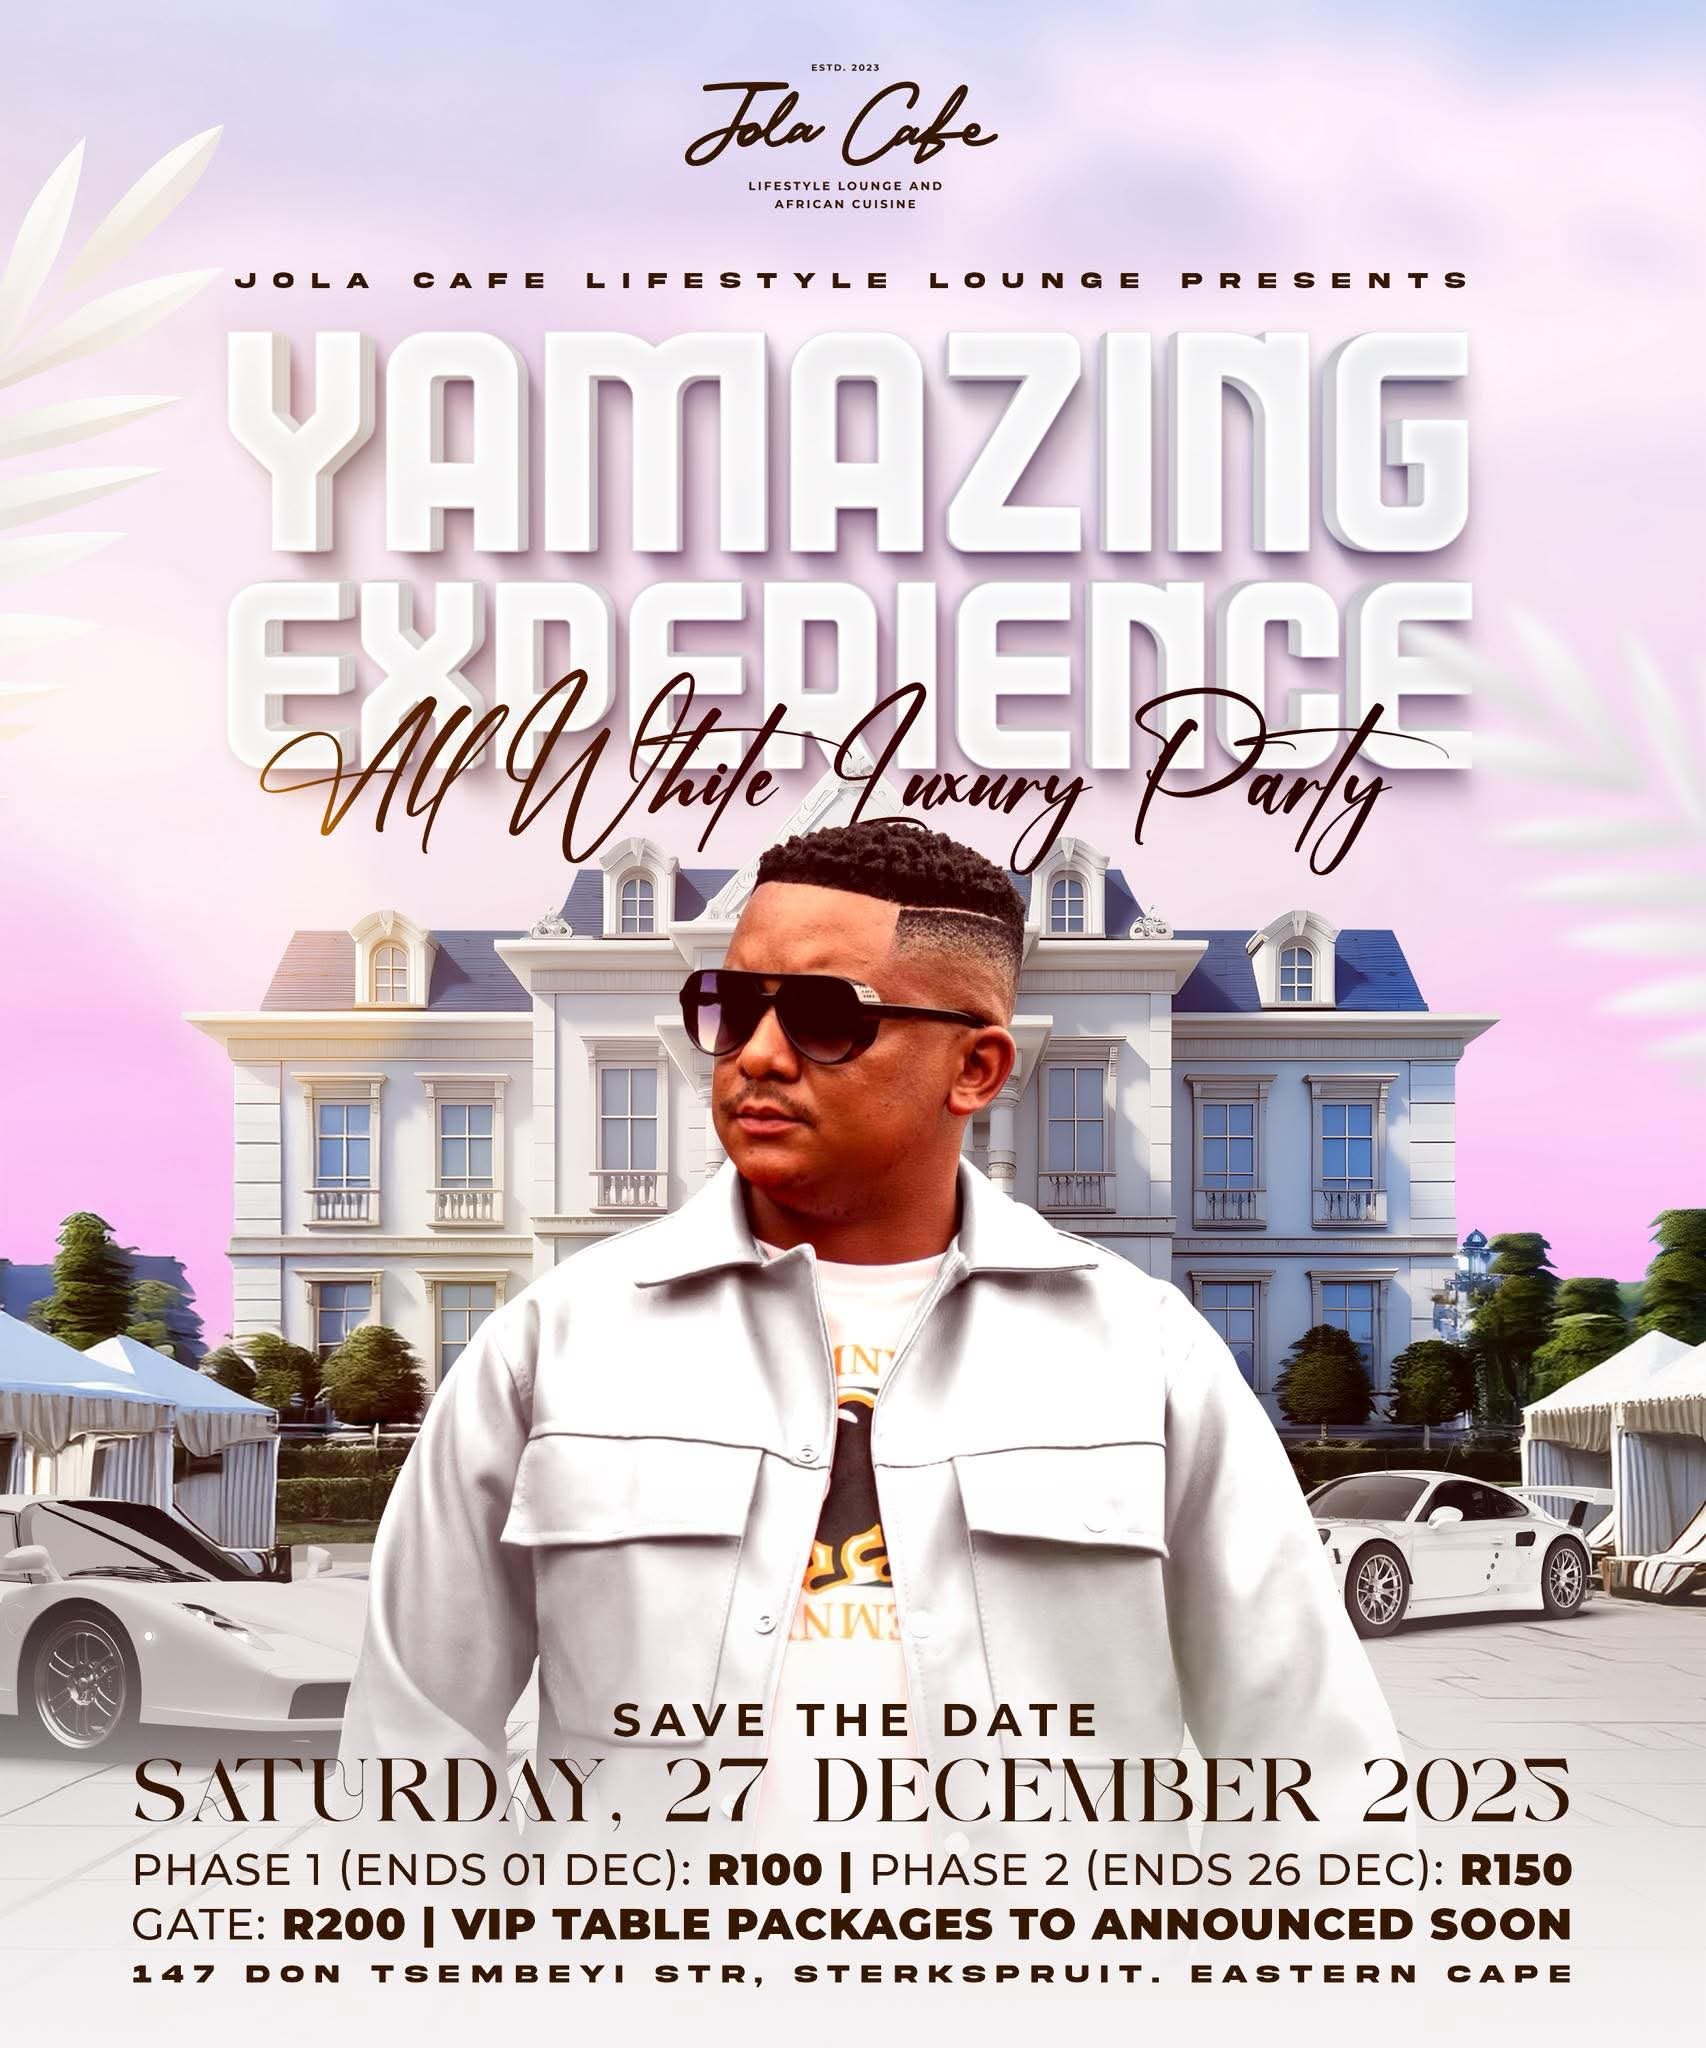 ESTD. 2023
Jola Cafe
LIFESTYLE LOUNGE AND
AFRICAN CUISINE
JOLA CAFE LIFESTYLE LOUNGE PRESENTS
YAMAZING
EXPERIENCE
All White Luxury Party
SAVE THE DATE
SATURDAY, 27 DECEMBER 2025
PHASE 1 (ENDS 01 DEC): R100 | PHASE 2 (ENDS 26 DEC): R150
GATE: R200 | VIP TABLE PACKAGES TO ANNOUNCED SOON
147 DON TSEMBEYI STR, STERKSPRUIT. EASTERN CAPE